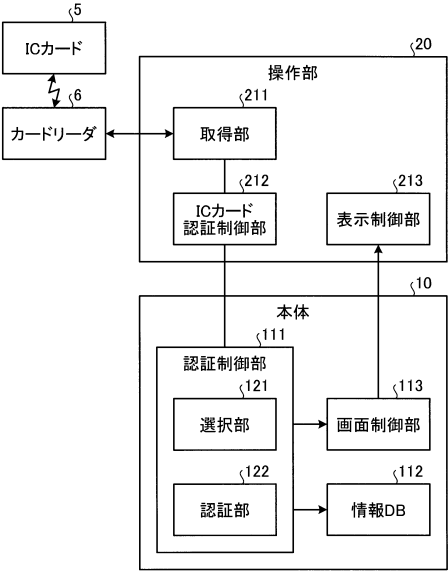 5
ICカード
6
カードリーダ
20
操作部
211
取得部
212
ICカード
認証制御部
213
表示制御部
10
本体
111
認証制御部
121
選択部
113
画面制御部
122
認証部
112
情報DB